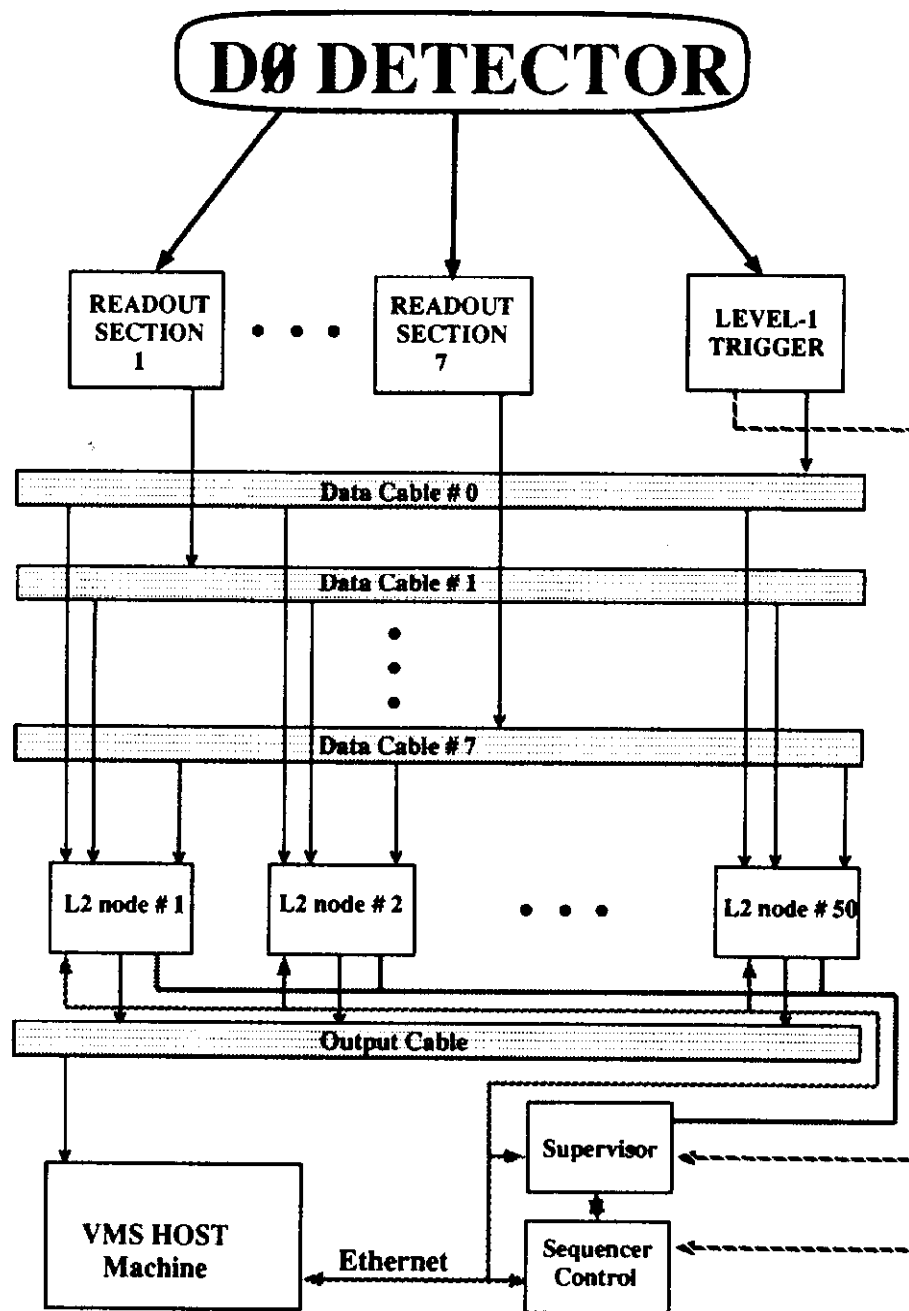 DØ DETECTOR
READOUT
SECTION
1
READOUT
SECTION
7
LEVEL-1
TRIGGER
Data Cable # 0
Data Cable # 1
Data Cable # 7
L2 node # 1
L2 node # 2
L2 node # 50
Output Cable
Supervisor
VMS HOST
Machine
Ethernet
Sequencer
Control